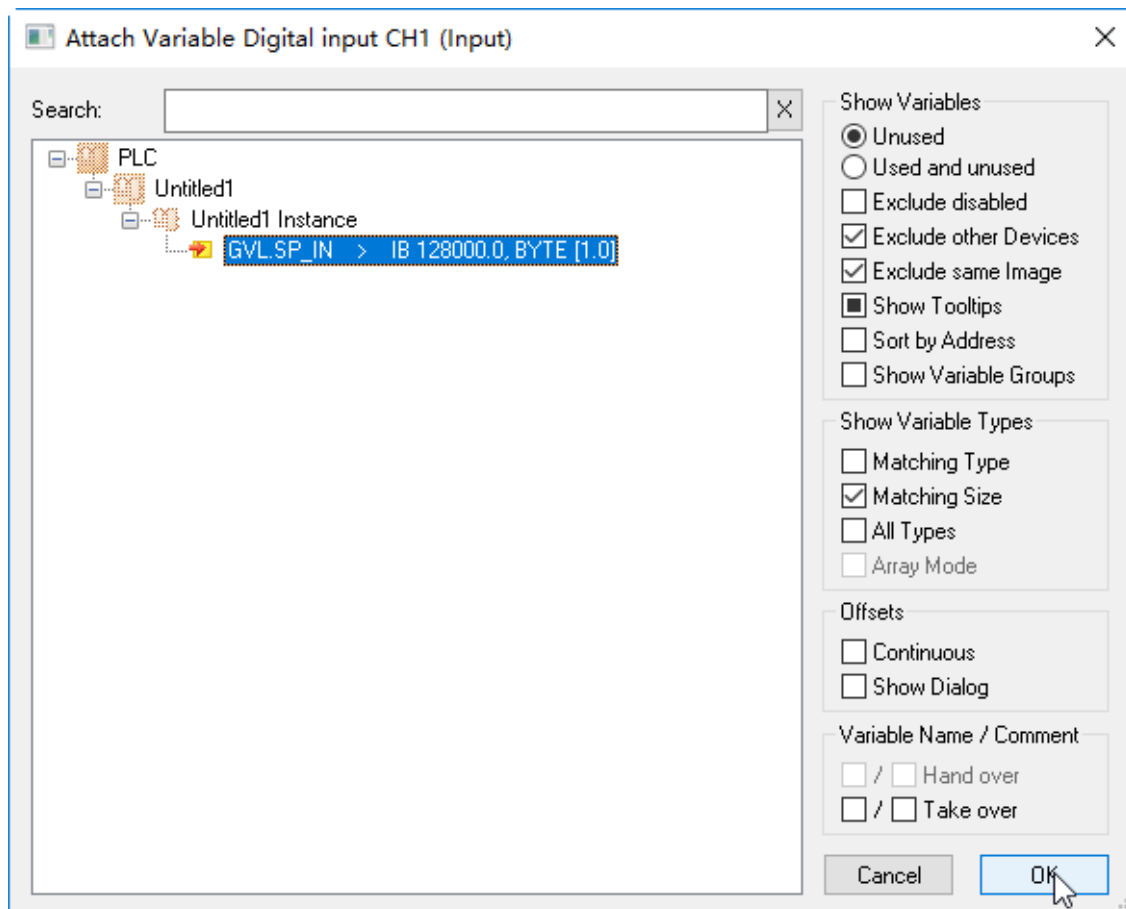 Attach Variable Digital input CH1 (Input)
Search:
X
PLC
Untitled1
Untitled1 Instance
GVL.SP_IN > IB 128000.0, BYTE [1.0]
Show Variables
Unused
Used and unused
Exclude disabled
Exclude other Devices
Exclude same Image
Show Tooltips
Sort by Address
Show Variable Groups
Show Variable Types
Matching Type
Matching Size
All Types
Array Mode
Offsets
Continuous
Show Dialog
Variable Name / Comment
/ Hand over
/ Take over
Cancel
OK